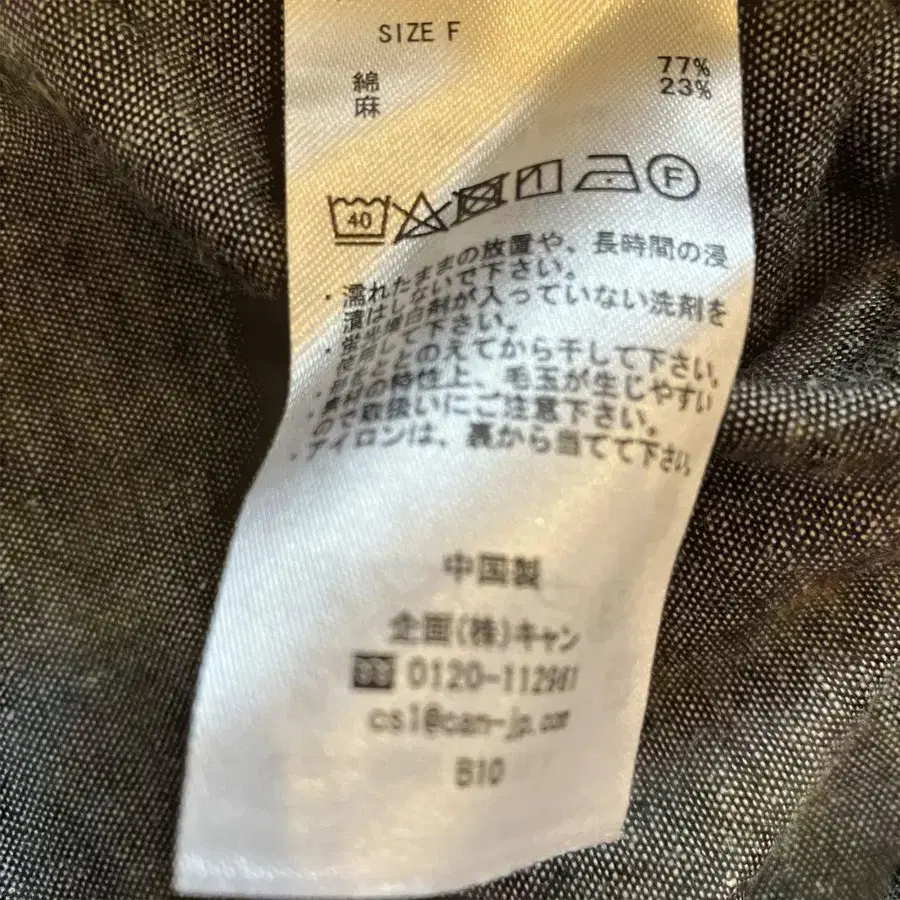 SIZE F
綿 77%
麻 23%
40 F
・濡れたままの放置や、長時間の浸
漬はしないで下さい。
・蛍光増白剤が入っていない洗剤を
使用して下さい。
・形をととのえてから干して下さい。
・素材の特性上、毛玉が生じやすい
ので取扱いにご注意下さい。
・アイロンは、裏から当てて下さい。
中国製
企画(株)キャン
0120-112961
cs1@can-jp.com
B10